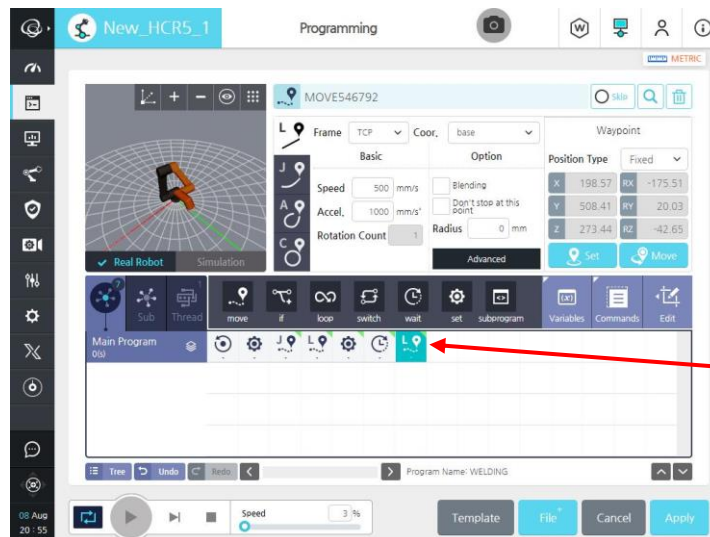 New_HCR5_1
Programming
W
METRIC
MOVE546792
Skip
L
Frame TCP Coor. base
Waypoint
Basic
Option
Position Type Fixed
J
Speed 500 mm/s
Blending
X 198.57 RX -175.51
A
Accel. 1000 mm/s²
Don't stop at this point
Y 508.41 RY 20.03
Rotation Count 1
Radius 0 mm
Z 273.44 RZ -42.65
C
Real Robot
Simulation
Advanced
Set
Move
7
1
Sub
Thread
move
if
loop
switch
wait
set
subprogram
Variables
Commands
Edit
Main Program
0(s)
J
L
L
Tree
Undo
Redo
Program Name: WELDING
08 Aug
20 : 55
Speed 3 %
Template
File
Cancel
Apply